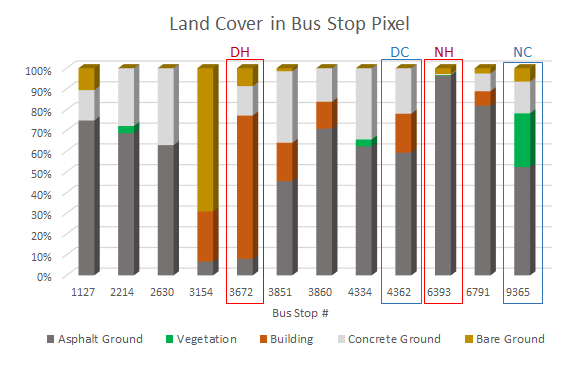 Land Cover in Bus Stop Pixel
DH DC NH NC
100%
90%
80%
70%
60%
50%
40%
30%
20%
10%
0%
1127 2214 2630 3154 3672 3851 3860 4334 4362 6393 6791 9365
Bus Stop #
Asphalt Ground Vegetation Building Concrete Ground Bare Ground